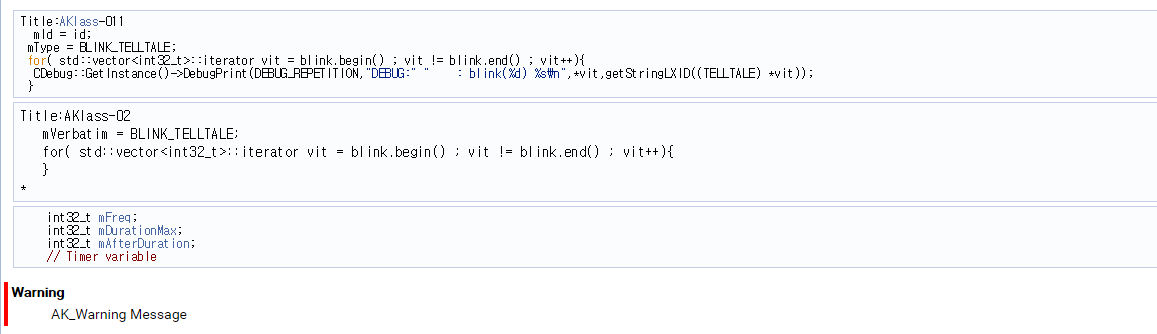 Title:AKlass-011
mId = id;
mType = BLINK_TELLTALE;
for( std::vector<int32_t>::iterator vit = blink.begin() ; vit != blink.end() ; vit++){
CDebug::GetInstance()->DebugPrint(DEBUG_REPETITION,"DEBUG:" "    : blink(%d) %s₩n",*vit,getStringLXID((TELLTALE) *vit));
}
Title:AKlass-02
mVerbatim = BLINK_TELLTALE;
for( std::vector<int32_t>::iterator vit = blink.begin() ; vit != blink.end() ; vit++){
}
*
int32_t mFreq;
int32_t mDurationMax;
int32_t mAfterDuration;
// Timer variable
Warning
AK_Warning Message